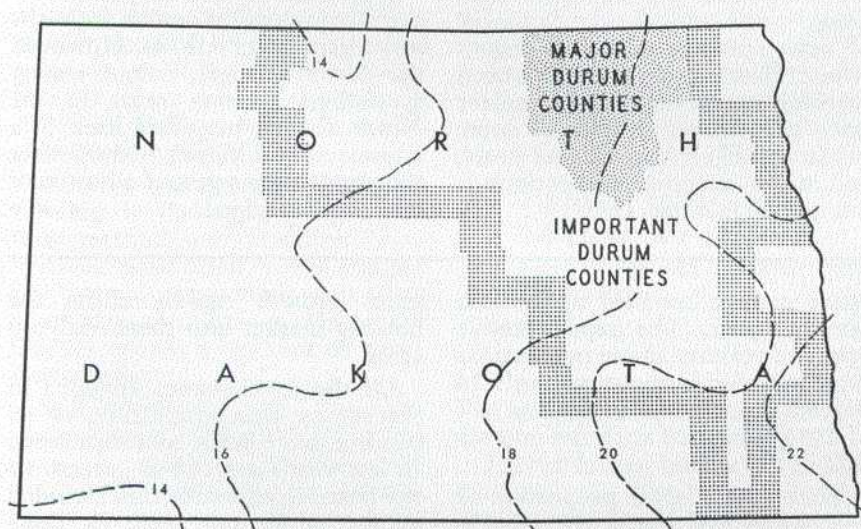 14
MAJOR
DURUM
COUNTIES
N O R T H
IMPORTANT
DURUM
COUNTIES
D A K O T A
16 18 20 22
14